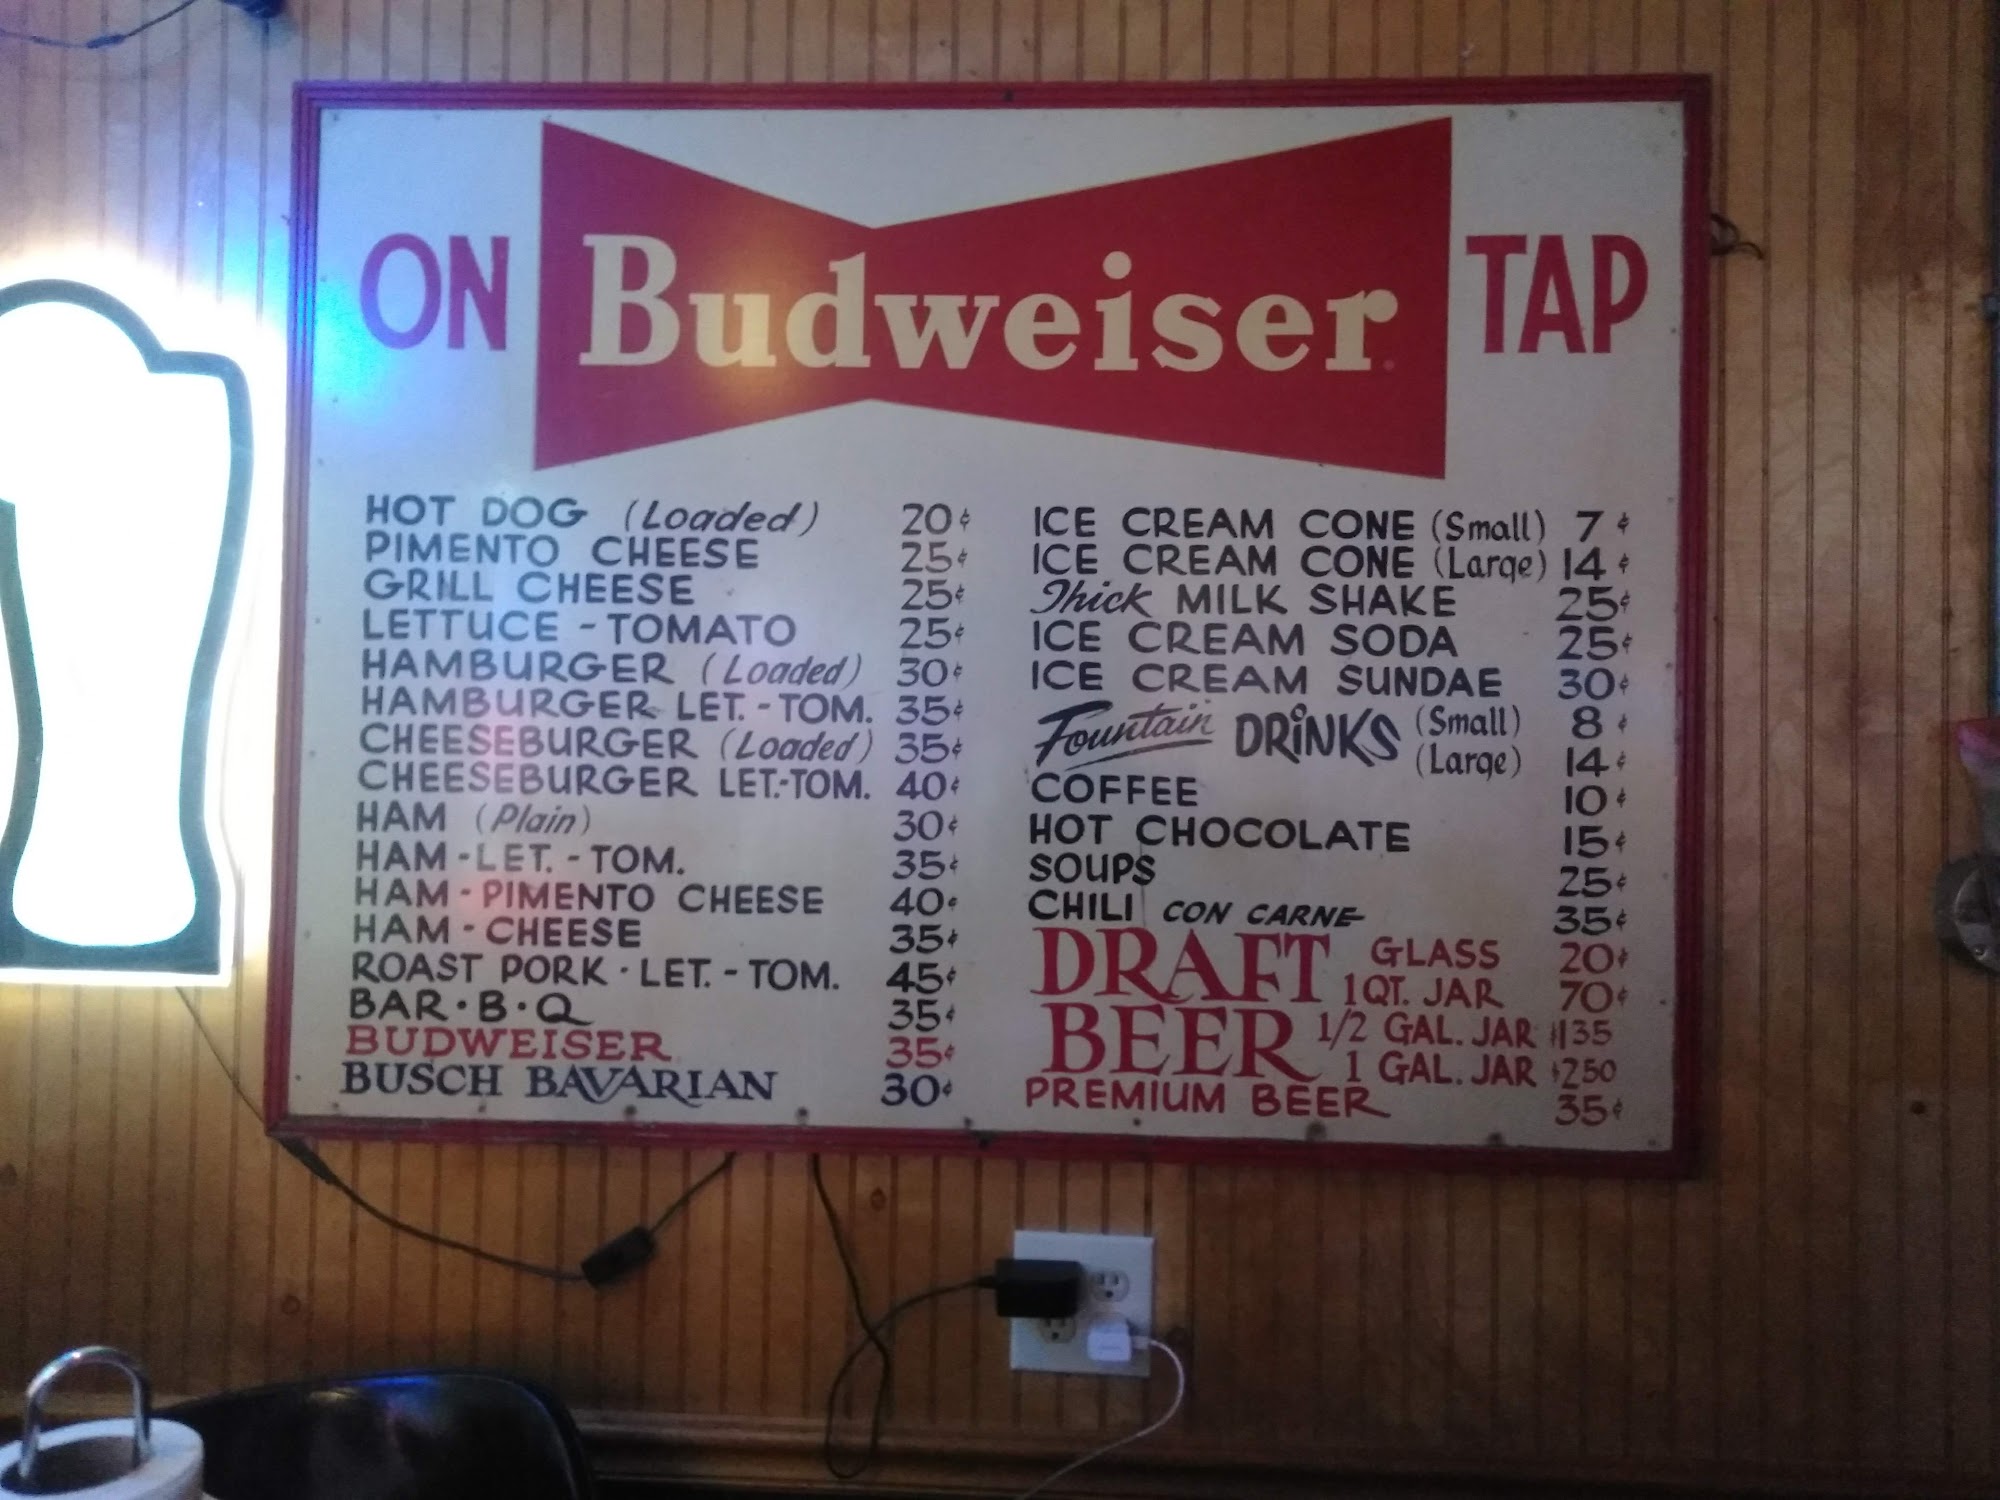 ON Budweiser TAP
HOT DOG (Loaded) 20¢
PIMENTO CHEESE 25¢
GRILL CHEESE 25¢
LETTUCE - TOMATO 25¢
HAMBURGER (Loaded) 30¢
HAMBURGER LET. - TOM. 35¢
CHEESEBURGER (Loaded) 35¢
CHEESEBURGER LET.-TOM. 40¢
HAM (Plain) 30¢
HAM - LET. - TOM. 35¢
HAM - PIMENTO CHEESE 40¢
HAM - CHEESE 35¢
ROAST PORK · LET. - TOM. 45¢
BAR · B · Q 35¢
BUDWEISER 35¢
BUSCH BAVARIAN 30¢
ICE CREAM CONE (Small) 7¢
ICE CREAM CONE (Large) 14¢
Thick MILK SHAKE 25¢
ICE CREAM SODA 25¢
ICE CREAM SUNDAE 30¢
Fountain DRiNKS (Small) 8¢
(Large) 14¢
COFFEE 10¢
HOT CHOCOLATE 15¢
SOUPS 25¢
CHILI CON CARNE 35¢
DRAFT GLASS 20¢
1 QT. JAR 70¢
BEER 1/2 GAL. JAR $135
1 GAL. JAR $250
PREMIUM BEER 35¢